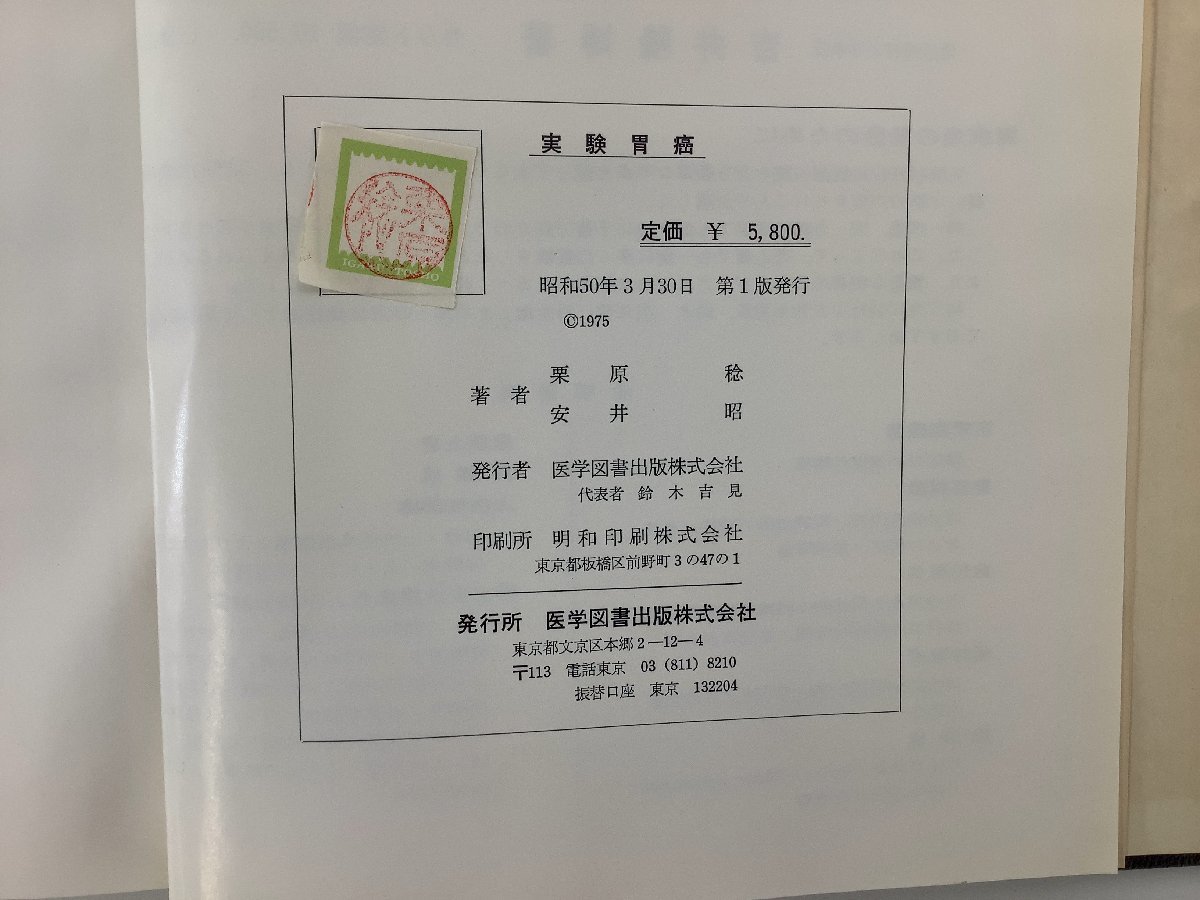 実験胃癌
定価 ¥ 5,800.
昭和50年3月30日 第1版発行
©1975
著者 栗原 稔
安井 昭
発行者 医学図書出版株式会社
代表者 鈴木吉見
印刷所 明和印刷株式会社
東京都板橋区前野町3の47の1
発行所 医学図書出版株式会社
東京都文京区本郷2―12―4
〒113 電話東京 03 (811) 8210
振替口座 東京 132204